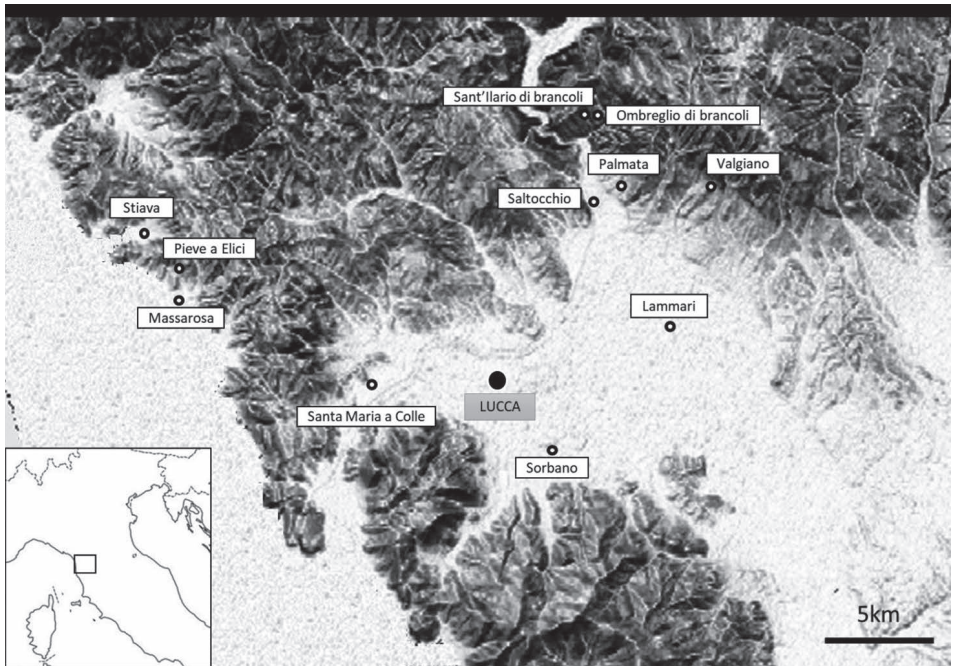 Sant'Ilario di brancoli
Ombreglio di brancoli
Palmata
Valgiano
Saltocchio
Stiava
Pieve a Elici
Massarosa
Lammari
LUCCA
Santa Maria a Colle
Sorbano
5km